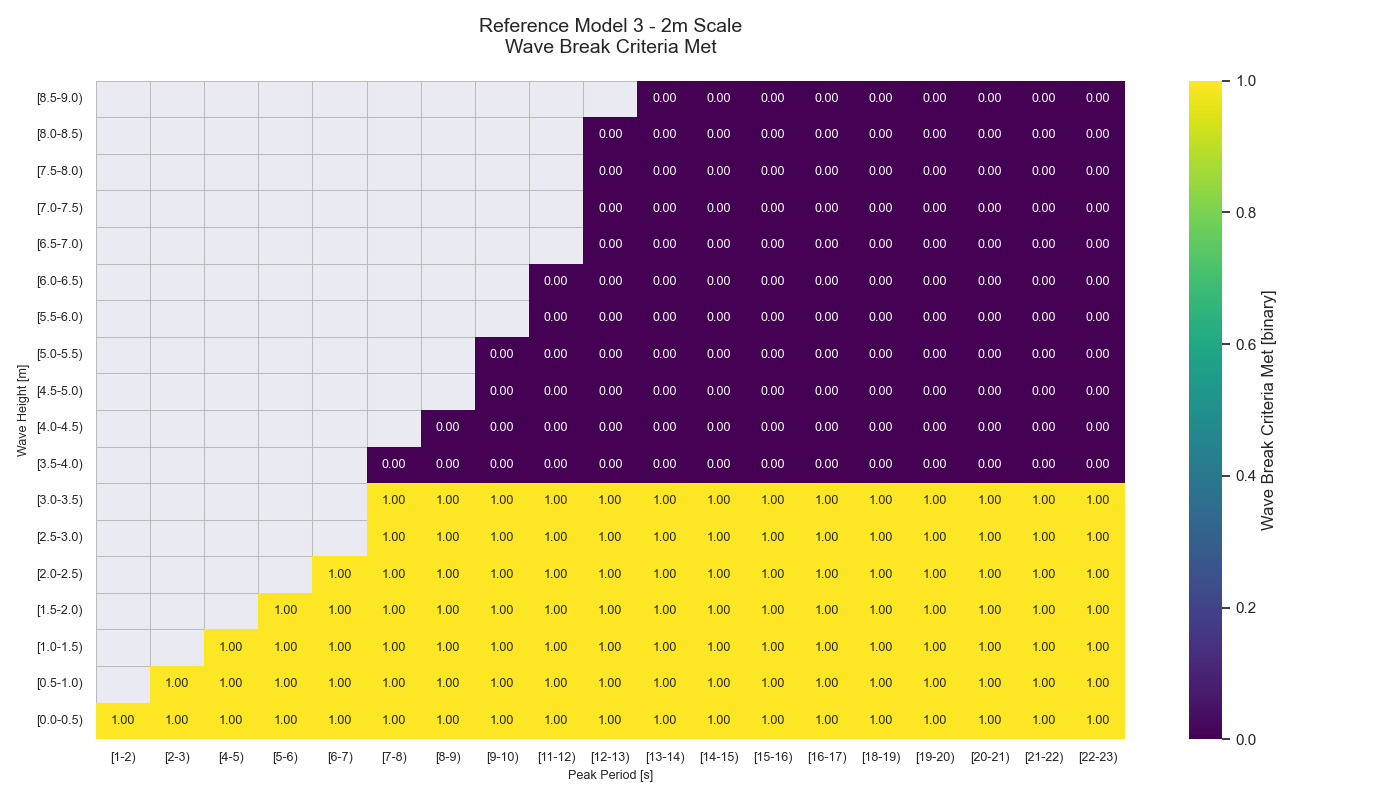 Reference Model 3 - 2m Scale
Wave Break Criteria Met
[8.5-9.0) 0.00 0.00 0.00 0.00 0.00 0.00 0.00 0.00 0.00
[8.0-8.5) 0.00 0.00 0.00 0.00 0.00 0.00 0.00 0.00 0.00 0.00
[7.5-8.0) 0.00 0.00 0.00 0.00 0.00 0.00 0.00 0.00 0.00 0.00
[7.0-7.5) 0.00 0.00 0.00 0.00 0.00 0.00 0.00 0.00 0.00 0.00
[6.5-7.0) 0.00 0.00 0.00 0.00 0.00 0.00 0.00 0.00 0.00 0.00
[6.0-6.5) 0.00 0.00 0.00 0.00 0.00 0.00 0.00 0.00 0.00 0.00 0.00
[5.5-6.0) 0.00 0.00 0.00 0.00 0.00 0.00 0.00 0.00 0.00 0.00 0.00
[5.0-5.5) 0.00 0.00 0.00 0.00 0.00 0.00 0.00 0.00 0.00 0.00 0.00 0.00
[4.5-5.0) 0.00 0.00 0.00 0.00 0.00 0.00 0.00 0.00 0.00 0.00 0.00 0.00
[4.0-4.5) 0.00 0.00 0.00 0.00 0.00 0.00 0.00 0.00 0.00 0.00 0.00 0.00 0.00
[3.5-4.0) 0.00 0.00 0.00 0.00 0.00 0.00 0.00 0.00 0.00 0.00 0.00 0.00 0.00 0.00
[3.0-3.5) 1.00 1.00 1.00 1.00 1.00 1.00 1.00 1.00 1.00 1.00 1.00 1.00 1.00 1.00
[2.5-3.0) 1.00 1.00 1.00 1.00 1.00 1.00 1.00 1.00 1.00 1.00 1.00 1.00 1.00 1.00
[2.0-2.5) 1.00 1.00 1.00 1.00 1.00 1.00 1.00 1.00 1.00 1.00 1.00 1.00 1.00 1.00 1.00
[1.5-2.0) 1.00 1.00 1.00 1.00 1.00 1.00 1.00 1.00 1.00 1.00 1.00 1.00 1.00 1.00 1.00 1.00
[1.0-1.5) 1.00 1.00 1.00 1.00 1.00 1.00 1.00 1.00 1.00 1.00 1.00 1.00 1.00 1.00 1.00 1.00 1.00
[0.5-1.0) 1.00 1.00 1.00 1.00 1.00 1.00 1.00 1.00 1.00 1.00 1.00 1.00 1.00 1.00 1.00 1.00 1.00 1.00
[0.0-0.5) 1.00 1.00 1.00 1.00 1.00 1.00 1.00 1.00 1.00 1.00 1.00 1.00 1.00 1.00 1.00 1.00 1.00 1.00 1.00
[1-2) [2-3) [4-5) [5-6) [6-7) [7-8) [8-9) [9-10) [11-12) [12-13) [13-14) [14-15) [15-16) [16-17) [18-19) [19-20) [20-21) [21-22) [22-23)
Peak Period [s]
Wave Height [m]
1.0
0.8
0.6
0.4
0.2
0.0
Wave Break Criteria Met [binary]